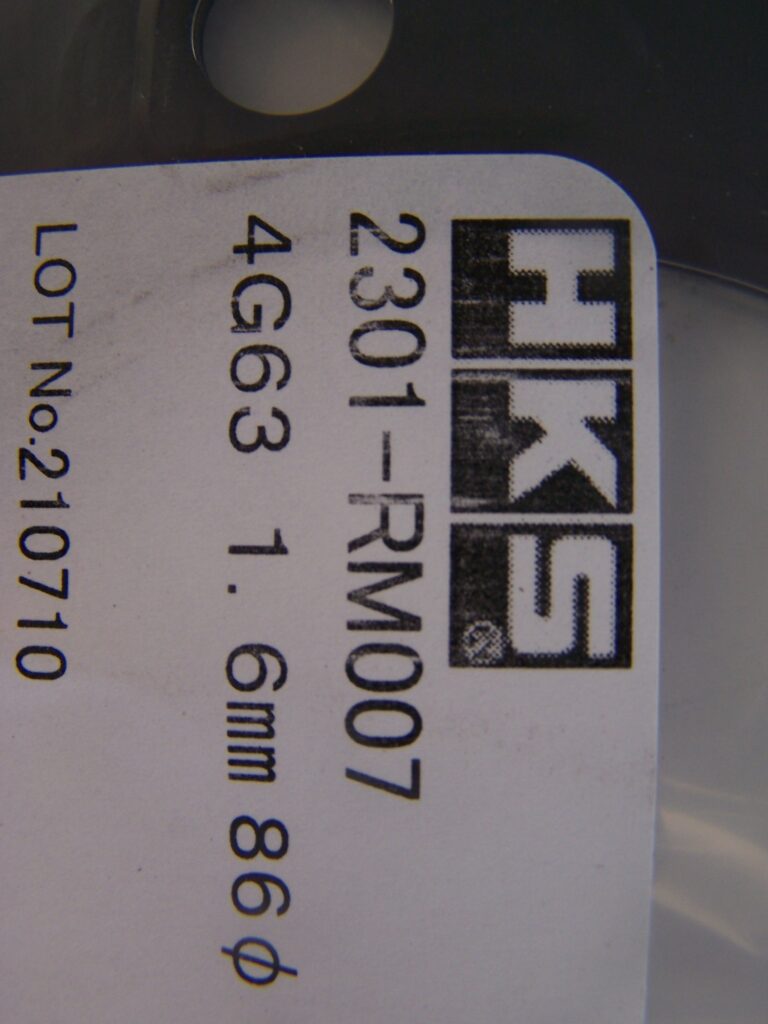 HKS®
2301-RM007
4G63 1.6mm 86φ
LOT No.210710